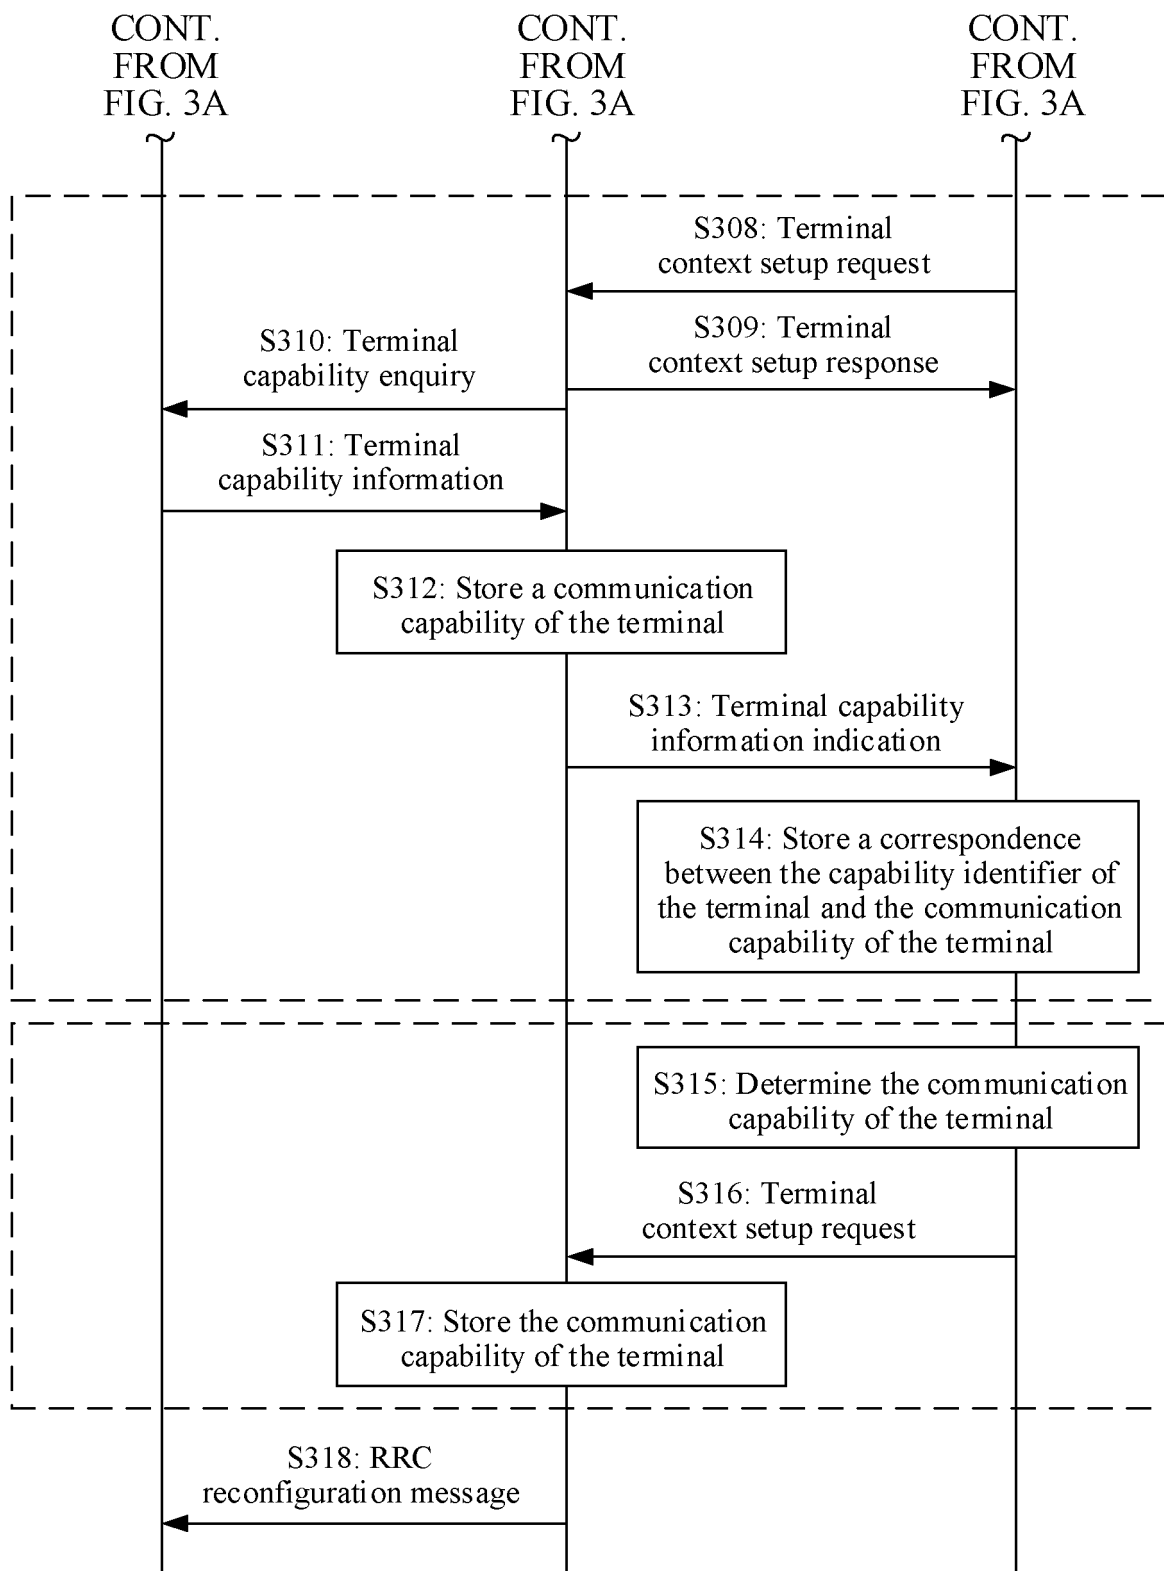 CONT.
FROM
FIG. 3A
CONT.
FROM
FIG. 3A
CONT.
FROM
FIG. 3A
S308: Terminal
context setup request
S309: Terminal
context setup response
S310: Terminal
capability enquiry
S311: Terminal
capability information
S312: Store a communication
capability of the terminal
S313: Terminal capability
information indication
S314: Store a correspondence
between the capability identifier of
the terminal and the communication
capability of the terminal
S315: Determine the communication
capability of the terminal
S316: Terminal
context setup request
S317: Store the communication
capability of the terminal
S318: RRC
reconfiguration message